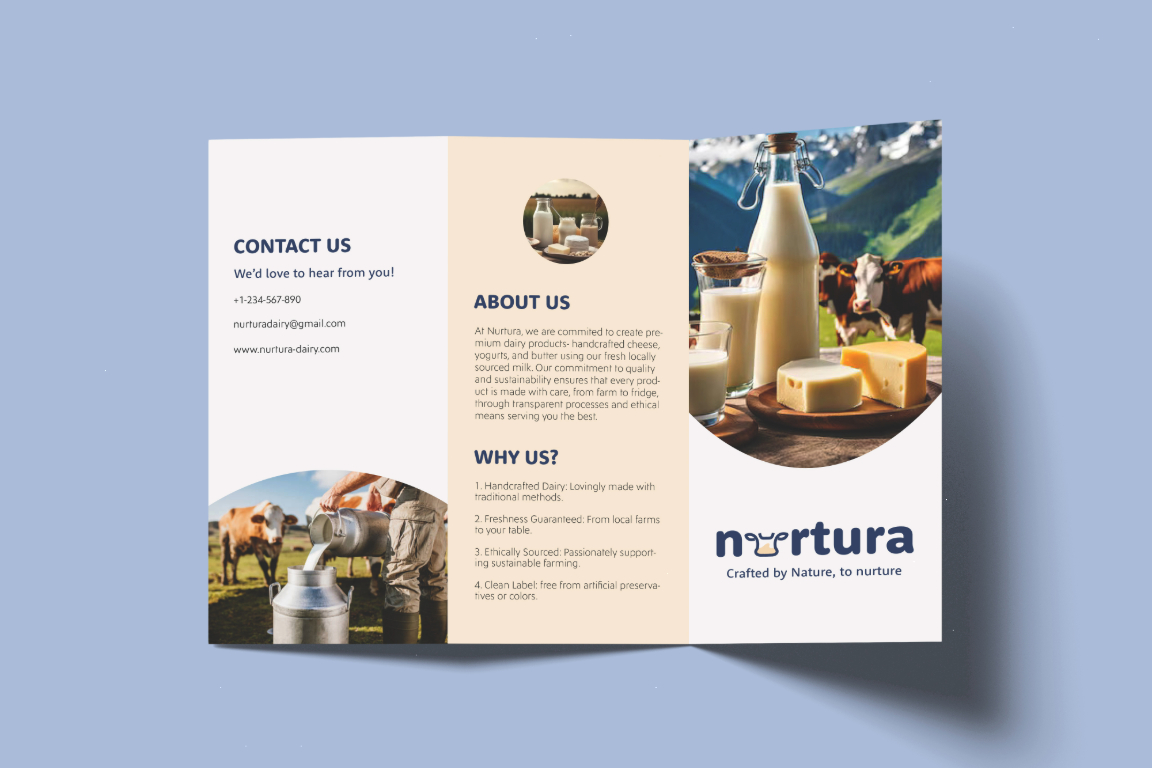 CONTACT US
We'd love to hear from you!
+1-234-567-890
nurturadairy@gmail.com
www.nurtura-dairy.com
ABOUT US
At Nurtura, we are commited to create pre-
mium dairy products- handcrafted cheese,
yogurts, and butter using our fresh locally
sourced milk. Our commitment to quality
and sustainability ensures that every prod-
uct is made with care, from farm to fridge,
through transparent processes and ethical
means serving you the best.
WHY US?
1. Handcrafted Dairy: Lovingly made with
traditional methods.
2. Freshness Guaranteed: From local farms
to your table.
3. Ethically Sourced: Passionately support-
ing sustainable farming.
4. Clean Label: free from artificial preserva-
tives or colors.
nurtura
Crafted by Nature, to nurture